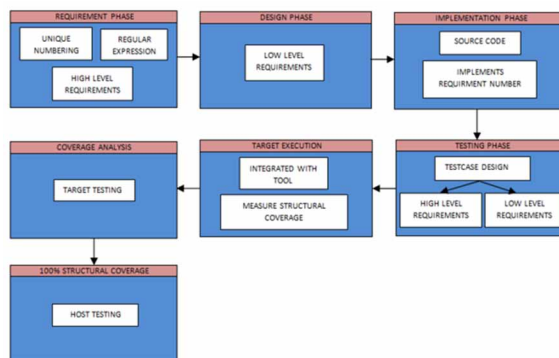 REQUIREMENT PHASE
UNIQUE
NUMBERING
REGULAR
EXPRESSION
HIGH LEVEL
REQUIREMENTS
DESIGN PHASE
LOW LEVEL
REQUIREMENTS
IMPLEMENTATION PHASE
SOURCE CODE
IMPLEMENTS
REQUIRMENT NUMBER
TESTING PHASE
TESTCASE DESIGN
HIGH LEVEL
REQUIREMENTS
LOW LEVEL
REQUIREMENTS
TARGET EXECUTION
INTEGRATED WITH
TOOL
MEASURE STRUCTURAL
COVERAGE
COVERAGE ANALYSIS
TARGET TESTING
100% STRUCTURAL COVERAGE
HOST TESTING